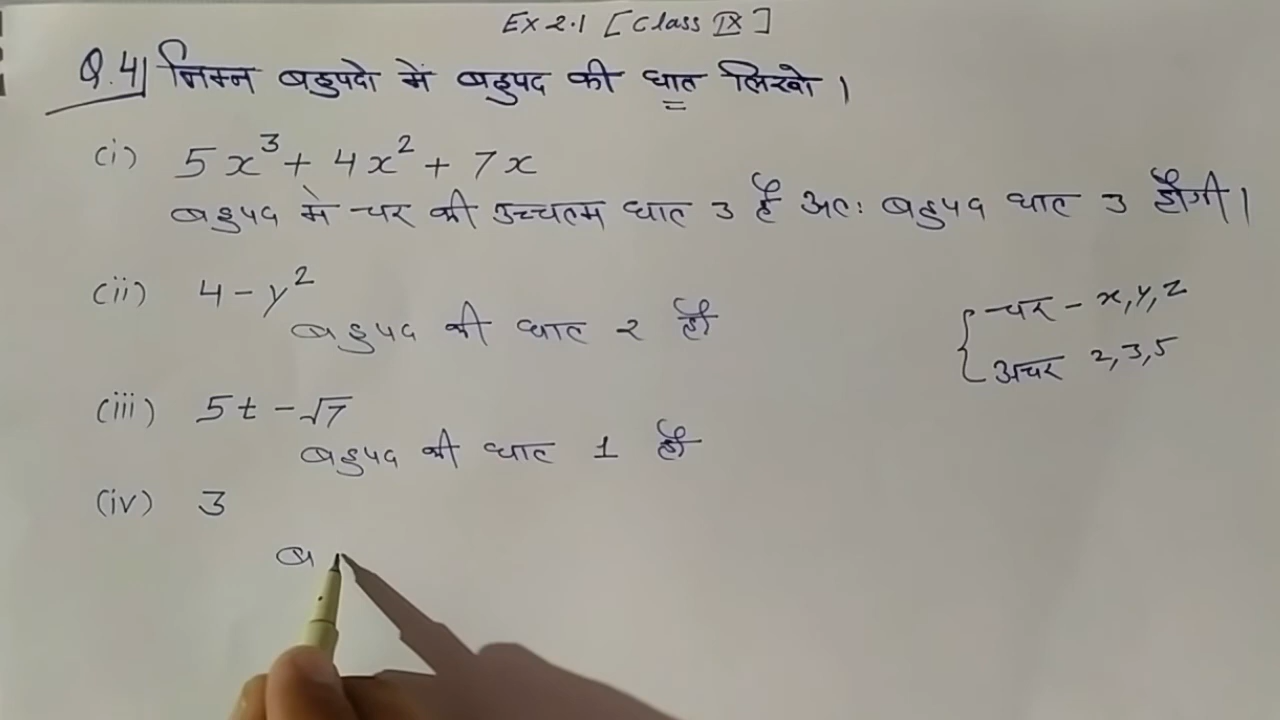 Ex 2.1 [Class IX]
Q.4) निम्न बहुपदो में बहुपद की घात लिखो।
(i) 5x³ + 4x² + 7x
बहुपद मे चर की उच्चतम घात 3 है अतः बहुपद घात 3 होगी।
(ii) 4 - y²
बहुपद की घात 2 है
चर - x, y, z
अचर 2, 3, 5
(iii) 5t - √7
बहुपद की घात 1 है
(iv) 3
ब